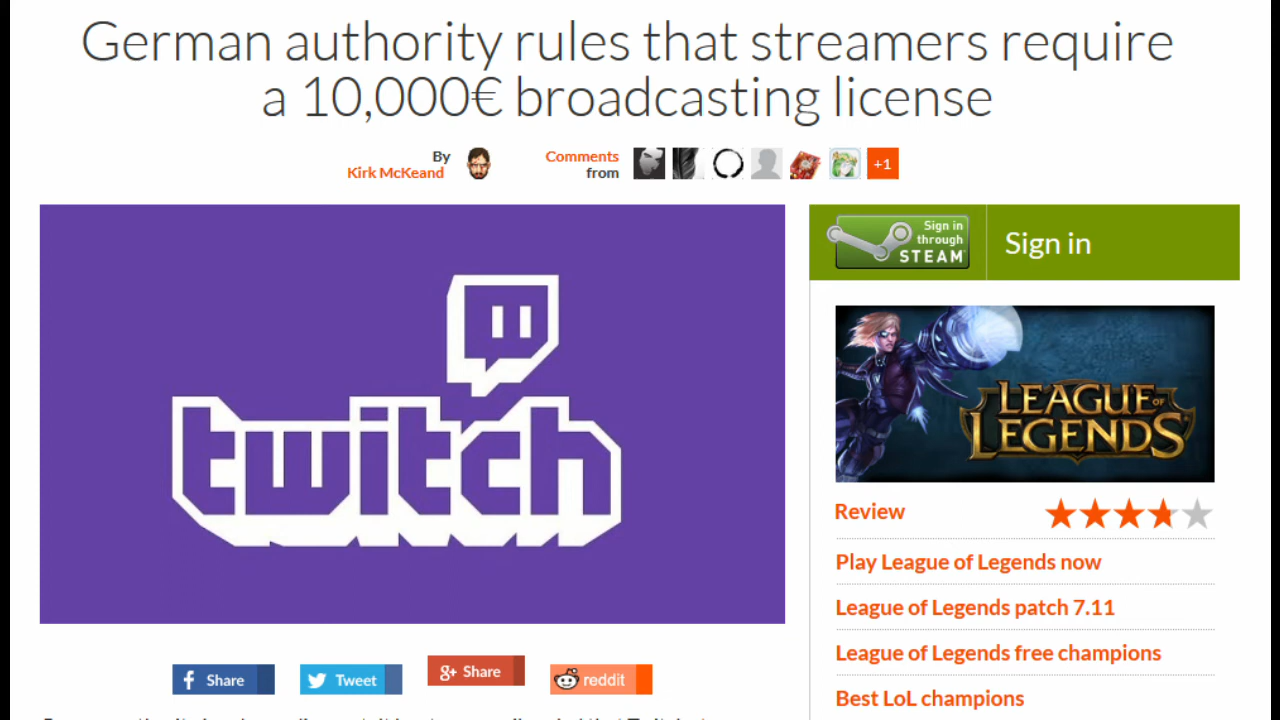 German authority rules that streamers require
a 10,000€ broadcasting license
By
Kirk McKeand
Comments
from
+1
twitch
Sign in
through
STEAM
Sign in
LEAGUE OF
LEGENDS
Review
Play League of Legends now
League of Legends patch 7.11
League of Legends free champions
Best LoL champions
f Share
Tweet
g+ Share
reddit